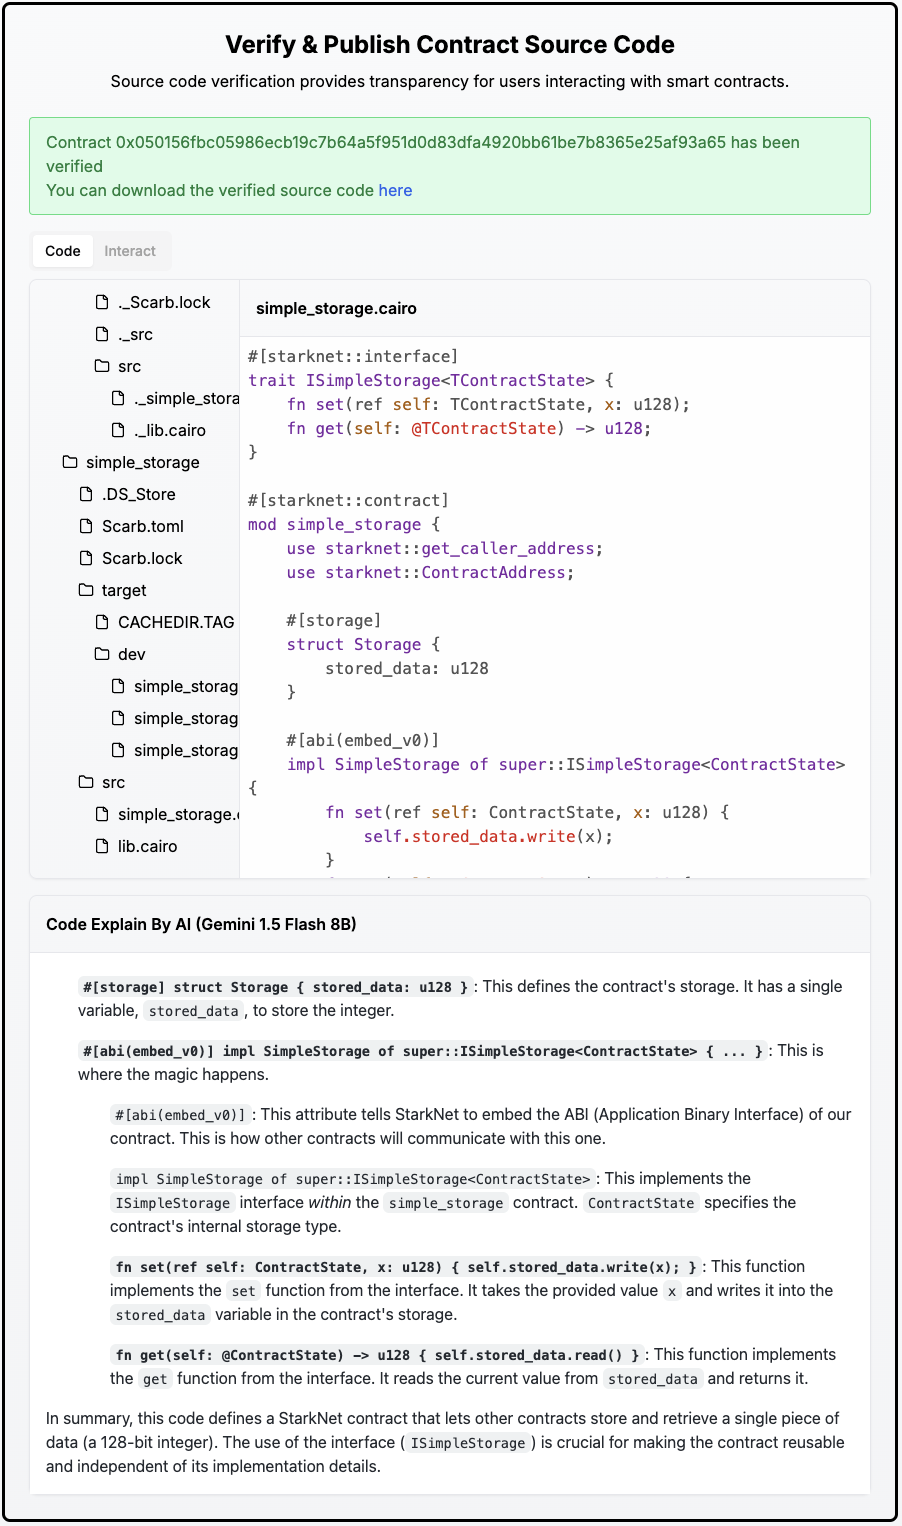 Verify & Publish Contract Source Code
Source code verification provides transparency for users interacting with smart contracts.
Contract 0x050156fbc05986ecb19c7b64a5f951d0d83dfa4920bb61be7b8365e25af93a65 has been
verified
You can download the verified source code here
Code Interact
._Scarb.lock
._src
src
._simple_stora
._lib.cairo
simple_storage
.DS_Store
Scarb.toml
Scarb.lock
target
CACHEDIR.TAG
dev
simple_storag
simple_storag
simple_storag
src
simple_storage.
lib.cairo
simple_storage.cairo
#[starknet::interface]
trait ISimpleStorage<TContractState> {
    fn set(ref self: TContractState, x: u128);
    fn get(self: @TContractState) -> u128;
}
#[starknet::contract]
mod simple_storage {
    use starknet::get_caller_address;
    use starknet::ContractAddress;
    #[storage]
    struct Storage {
        stored_data: u128
    }
    #[abi(embed_v0)]
    impl SimpleStorage of super::ISimpleStorage<ContractState>
{
        fn set(ref self: ContractState, x: u128) {
            self.stored_data.write(x);
        }
Code Explain By AI (Gemini 1.5 Flash 8B)
#[storage] struct Storage { stored_data: u128 } : This defines the contract's storage. It has a single
variable, stored_data , to store the integer.
#[abi(embed_v0)] impl SimpleStorage of super::ISimpleStorage<ContractState> { ... } : This is
where the magic happens.
#[abi(embed_v0)] : This attribute tells StarkNet to embed the ABI (Application Binary Interface) of our
contract. This is how other contracts will communicate with this one.
impl SimpleStorage of super::ISimpleStorage<ContractState> : This implements the
ISimpleStorage interface within the simple_storage contract. ContractState specifies the
contract's internal storage type.
fn set(ref self: ContractState, x: u128) { self.stored_data.write(x); } : This function
implements the set function from the interface. It takes the provided value x and writes it into the
stored_data variable in the contract's storage.
fn get(self: @ContractState) -> u128 { self.stored_data.read() } : This function implements
the get function from the interface. It reads the current value from stored_data and returns it.
In summary, this code defines a StarkNet contract that lets other contracts store and retrieve a single piece of
data (a 128-bit integer). The use of the interface ( ISimpleStorage ) is crucial for making the contract reusable
and independent of its implementation details.